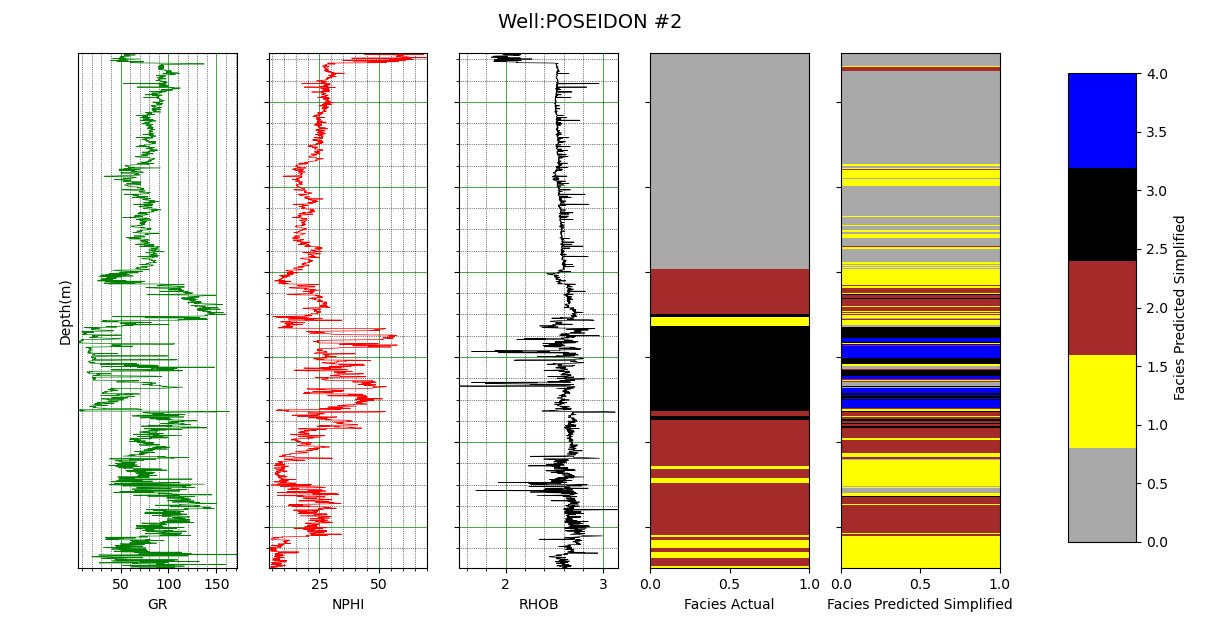 Well:POSEIDON #2
Depth(m)
50 100 150
GR
25 50
NPHI
2 3
RHOB
0.0 0.5 1.0
Facies Actual
0.0 0.5 1.0
Facies Predicted Simplified
4.0
3.5
3.0
2.5
2.0
1.5
1.0
0.5
0.0
Facies Predicted Simplified